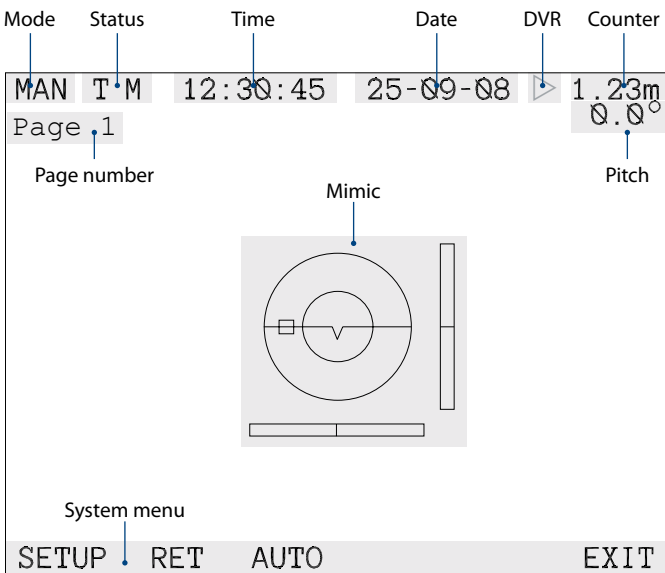 Mode Status Time Date DVR Counter
MAN T M 12:30:45 25-09-08 1.23m
Page 1 0.0°
Page number Pitch
Mimic
System menu
SETUP RET AUTO EXIT